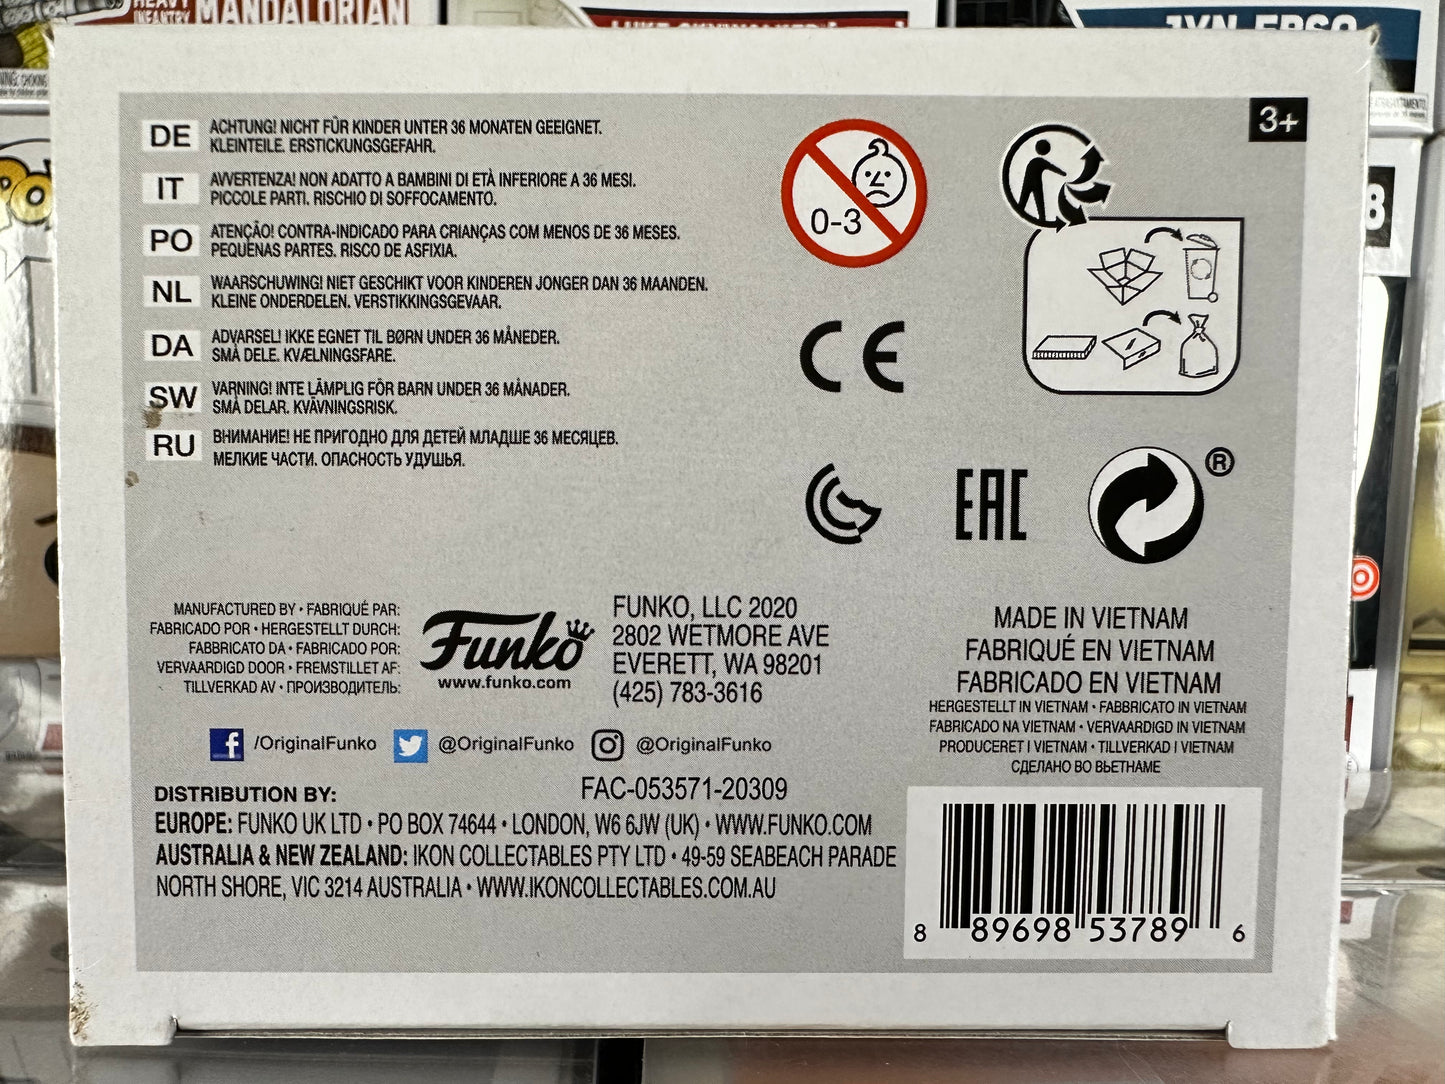 HEAVY
INFANTRY
MANDALORIAN
JYN ERSO
3+
DE ACHTUNG! NICHT FÜR KINDER UNTER 36 MONATEN GEEIGNET.
KLEINTEILE. ERSTICKUNGSGEFAHR.
IT AVVERTENZA! NON ADATTO A BAMBINI DI ETÀ INFERIORE A 36 MESI.
PICCOLE PARTI. RISCHIO DI SOFFOCAMENTO.
PO ATENÇÃO! CONTRA-INDICADO PARA CRIANÇAS COM MENOS DE 36 MESES.
PEQUENAS PARTES. RISCO DE ASFIXIA.
NL WAARSCHUWING! NIET GESCHIKT VOOR KINDEREN JONGER DAN 36 MAANDEN.
KLEINE ONDERDELEN. VERSTIKKINGSGEVAAR.
DA ADVARSEL! IKKE EGNET TIL BØRN UNDER 36 MÅNEDER.
SMÅ DELE. KVÆLNINGSFARE.
SW VARNING! INTE LÄMPLIG FÖR BARN UNDER 36 MÅNADER.
SMÅ DELAR. KVÄVNINGSRISK.
RU ВНИМАНИЕ! НЕ ПРИГОДНО ДЛЯ ДЕТЕЙ МЛАДШЕ 36 МЕСЯЦЕВ.
МЕЛКИЕ ЧАСТИ. ОПАСНОСТЬ УДУШЬЯ.
0-3
CE
EAC
®
8
MANUFACTURED BY • FABRIQUÉ PAR:
FABRICADO POR • HERGESTELLT DURCH:
FABBRICATO DA • FABRICADO POR:
VERVAARDIGD DOOR • FREMSTILLET AF:
TILLVERKAD AV • ПРОИЗВОДИТЕЛЬ:
Funko
www.funko.com
FUNKO, LLC 2020
2802 WETMORE AVE
EVERETT, WA 98201
(425) 783-3616
MADE IN VIETNAM
FABRIQUÉ EN VIETNAM
FABRICADO EN VIETNAM
HERGESTELLT IN VIETNAM • FABBRICATO IN VIETNAM
FABRICADO NA VIETNAM • VERVAARDIGD IN VIETNAM
PRODUCERET I VIETNAM • TILLVERKAD I VIETNAM
СДЕЛАНО ВО ВЬЕТНАМЕ
/OriginalFunko @OriginalFunko @OriginalFunko
FAC-053571-20309
DISTRIBUTION BY:
EUROPE: FUNKO UK LTD • PO BOX 74644 • LONDON, W6 6JW (UK) • WWW.FUNKO.COM
AUSTRALIA & NEW ZEALAND: IKON COLLECTABLES PTY LTD • 49-59 SEABEACH PARADE
NORTH SHORE, VIC 3214 AUSTRALIA • WWW.IKONCOLLECTABLES.COM.AU
8 89698 53789 6